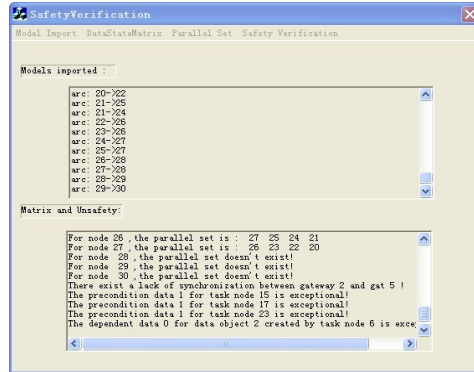 SafetyVerification
Model Import DataStateMatrix Parallel Set Safety Verification
Models imported :
arc: 20->22
arc: 21->25
arc: 21->24
arc: 22->26
arc: 23->26
arc: 24->27
arc: 25->27
arc: 26->28
arc: 27->28
arc: 28->29
arc: 29->30
Matrix and Unsafety:
For node 26 ,the parallel set is : 27 25 24 21
For node 27 ,the parallel set is : 26 23 22 20
For node 28 ,the parallel set doesn't exist!
For node 29 ,the parallel set doesn't exist!
For node 30 ,the parallel set doesn't exist!
There exist a lack of synchronization between gateway 2 and gat 5 !
The precondition data 1 for task node 15 is exceptional!
The precondition data 1 for task node 17 is exceptional!
The precondition data 1 for task node 23 is exceptional!
The dependent data 0 for data object 2 created by task node 6 is exce